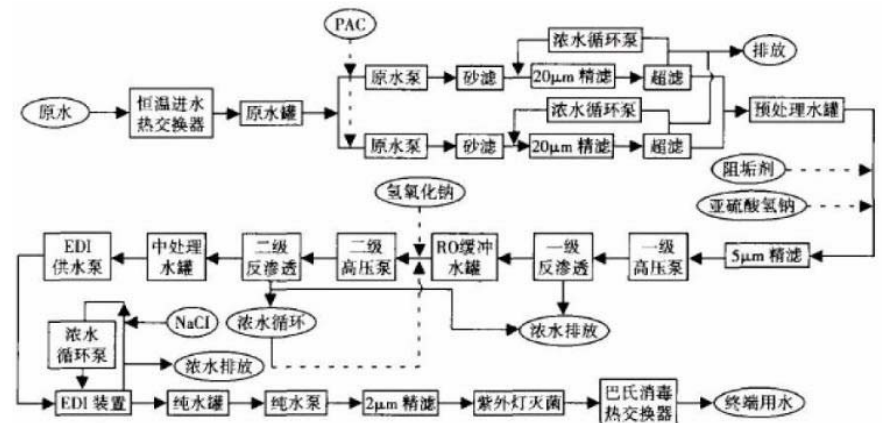 PAC
浓水循环泵
排放
原水泵
砂滤
20μm 精滤
超滤
原水
恒温进水
热交换器
原水罐
浓水循环泵
预处理水罐
原水泵
砂滤
20μm 精滤
超滤
阻垢剂
氢氧化钠
亚硫酸氢钠
EDI
供水泵
中处理
水罐
二级
反渗透
二级
高压泵
RO缓冲
水罐
一级
反渗透
一级
高压泵
5μm 精滤
NaCl
浓水循环
浓水排放
浓水
循环泵
浓水排放
EDI 装置
纯水罐
纯水泵
2μm 精滤
紫外灯灭菌
巴氏消毒
热交换器
终端用水